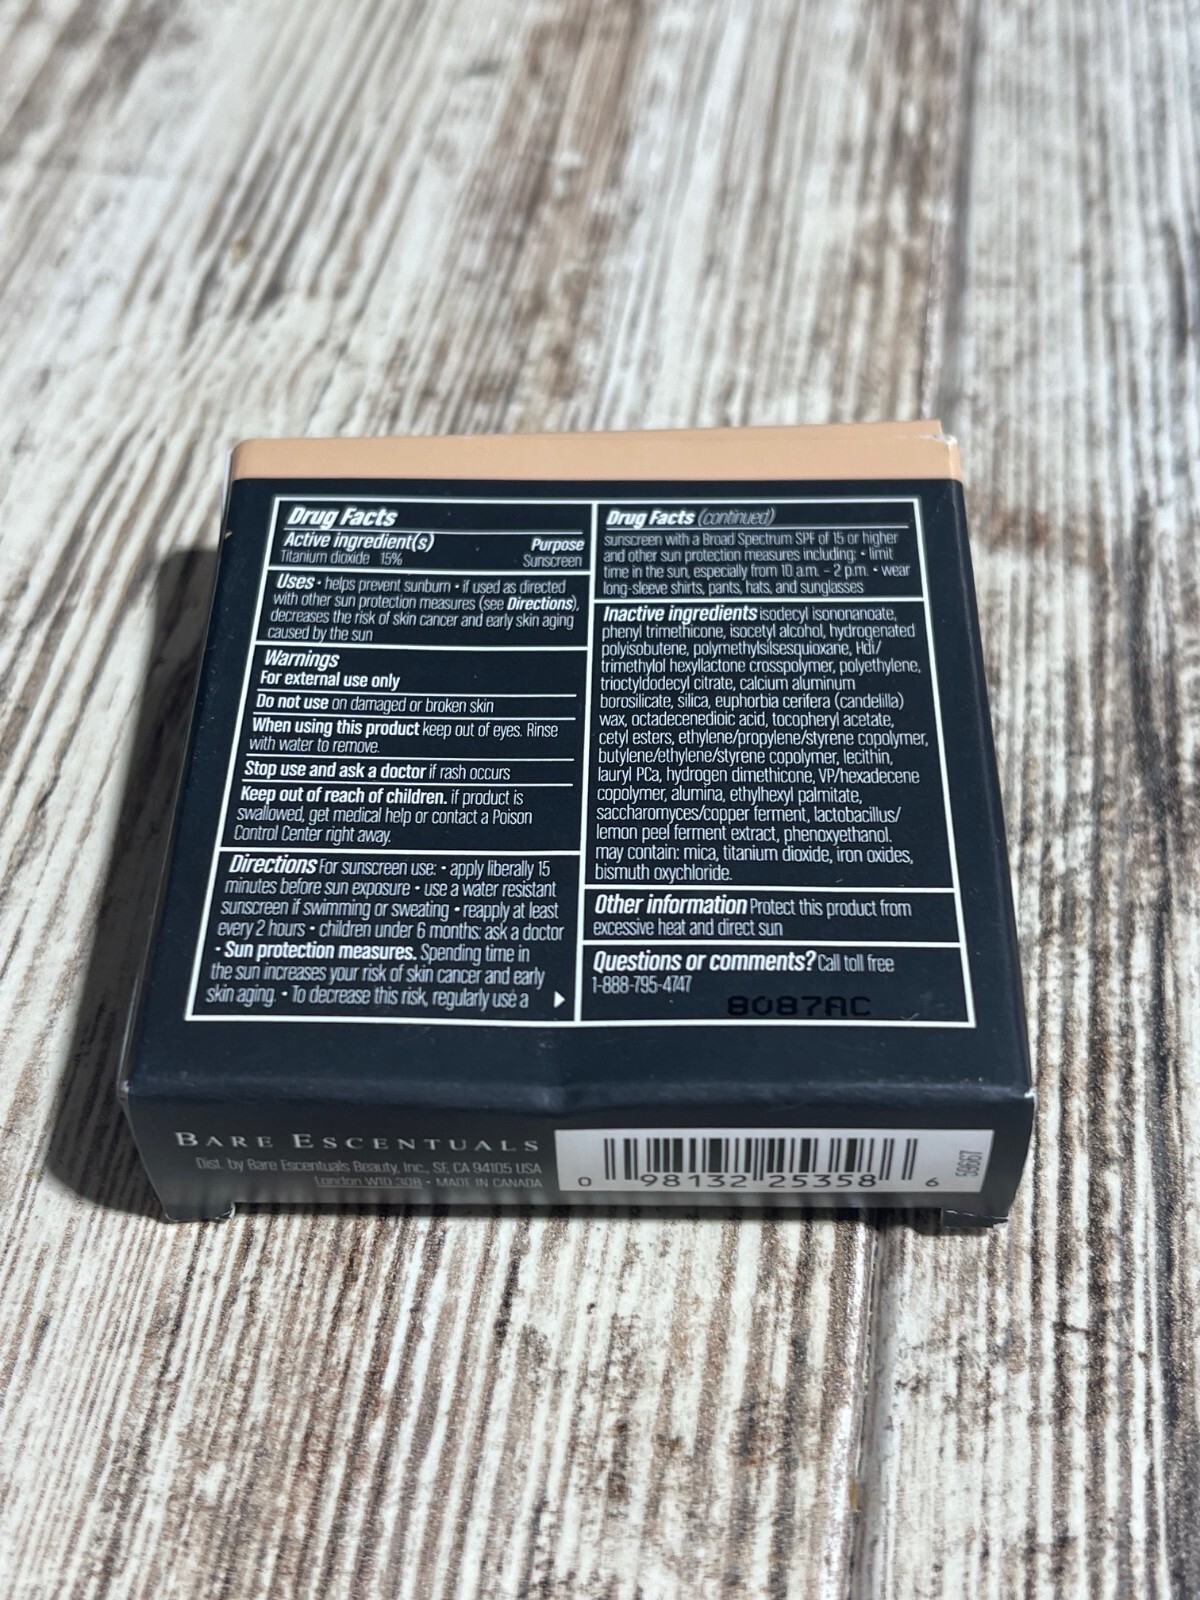 Drug Facts
Active ingredient(s) Purpose
Titanium dioxide 15% Sunscreen
Uses • helps prevent sunburn • if used as directed
with other sun protection measures (see Directions),
decreases the risk of skin cancer and early skin aging
caused by the sun
Warnings
For external use only
Do not use on damaged or broken skin
When using this product keep out of eyes. Rinse
with water to remove.
Stop use and ask a doctor if rash occurs
Keep out of reach of children. if product is
swallowed, get medical help or contact a Poison
Control Center right away.
Directions For sunscreen use: • apply liberally 15
minutes before sun exposure • use a water resistant
sunscreen if swimming or sweating • reapply at least
every 2 hours • children under 6 months: ask a doctor
• Sun protection measures. Spending time in
the sun increases your risk of skin cancer and early
skin aging. • To decrease this risk, regularly use a
Drug Facts (continued)
sunscreen with a Broad Spectrum SPF of 15 or higher
and other sun protection measures including: • limit
time in the sun, especially from 10 a.m. - 2 p.m. • wear
long-sleeve shirts, pants, hats, and sunglasses
Inactive ingredients isodecyl isononanoate,
phenyl trimethicone, isocetyl alcohol, hydrogenated
polyisobutene, polymethylsilsesquioxane, Hdi/
trimethylol hexyllactone crosspolymer, polyethylene,
trioctyldodecyl citrate, calcium aluminum
borosilicate, silica, euphorbia cerifera (candelilla)
wax, octadecenedioic acid, tocopheryl acetate,
cetyl esters, ethylene/propylene/styrene copolymer,
butylene/ethylene/styrene copolymer, lecithin,
lauryl PCa, hydrogen dimethicone, VP/hexadecene
copolymer, alumina, ethylhexyl palmitate,
saccharomyces/copper ferment, lactobacillus/
lemon peel ferment extract, phenoxyethanol.
may contain: mica, titanium dioxide, iron oxides,
bismuth oxychloride.
Other information Protect this product from
excessive heat and direct sun
Questions or comments? Call toll free
1-888-795-4747
8087AC
BARE ESCENTUALS
Dist. by Bare Escentuals Beauty, Inc., SF, CA 94105 USA
London W1D 3QR • MADE IN CANADA
0 98132 25358 6
59667